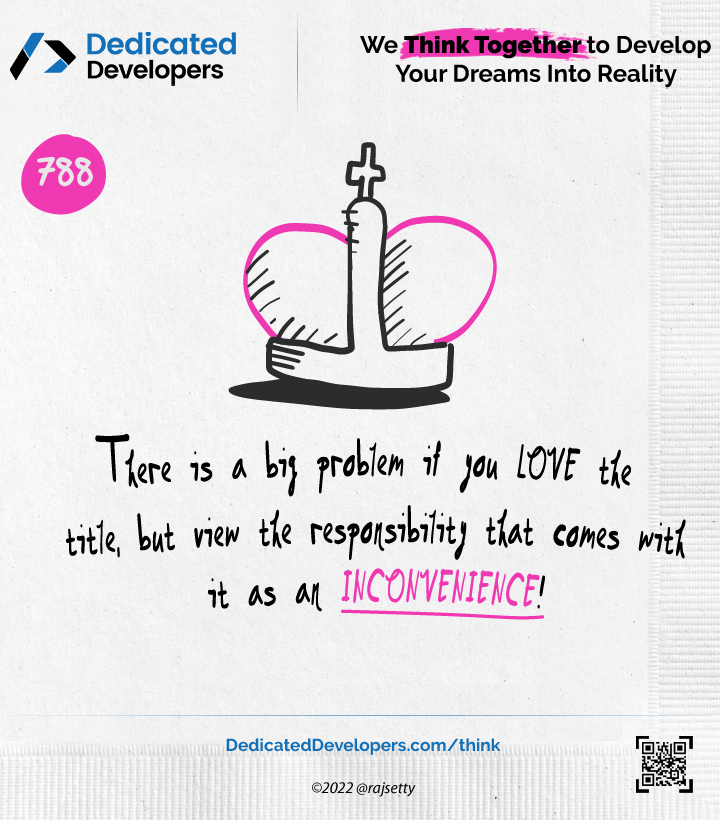 Dedicated
Developers
We Think Together to Develop
Your Dreams Into Reality
788
There is a big problem if you LOVE the
title, but view the responsibility that comes with
it as an INCONVENIENCE!
DedicatedDevelopers.com/think
©2022 @rajsetty